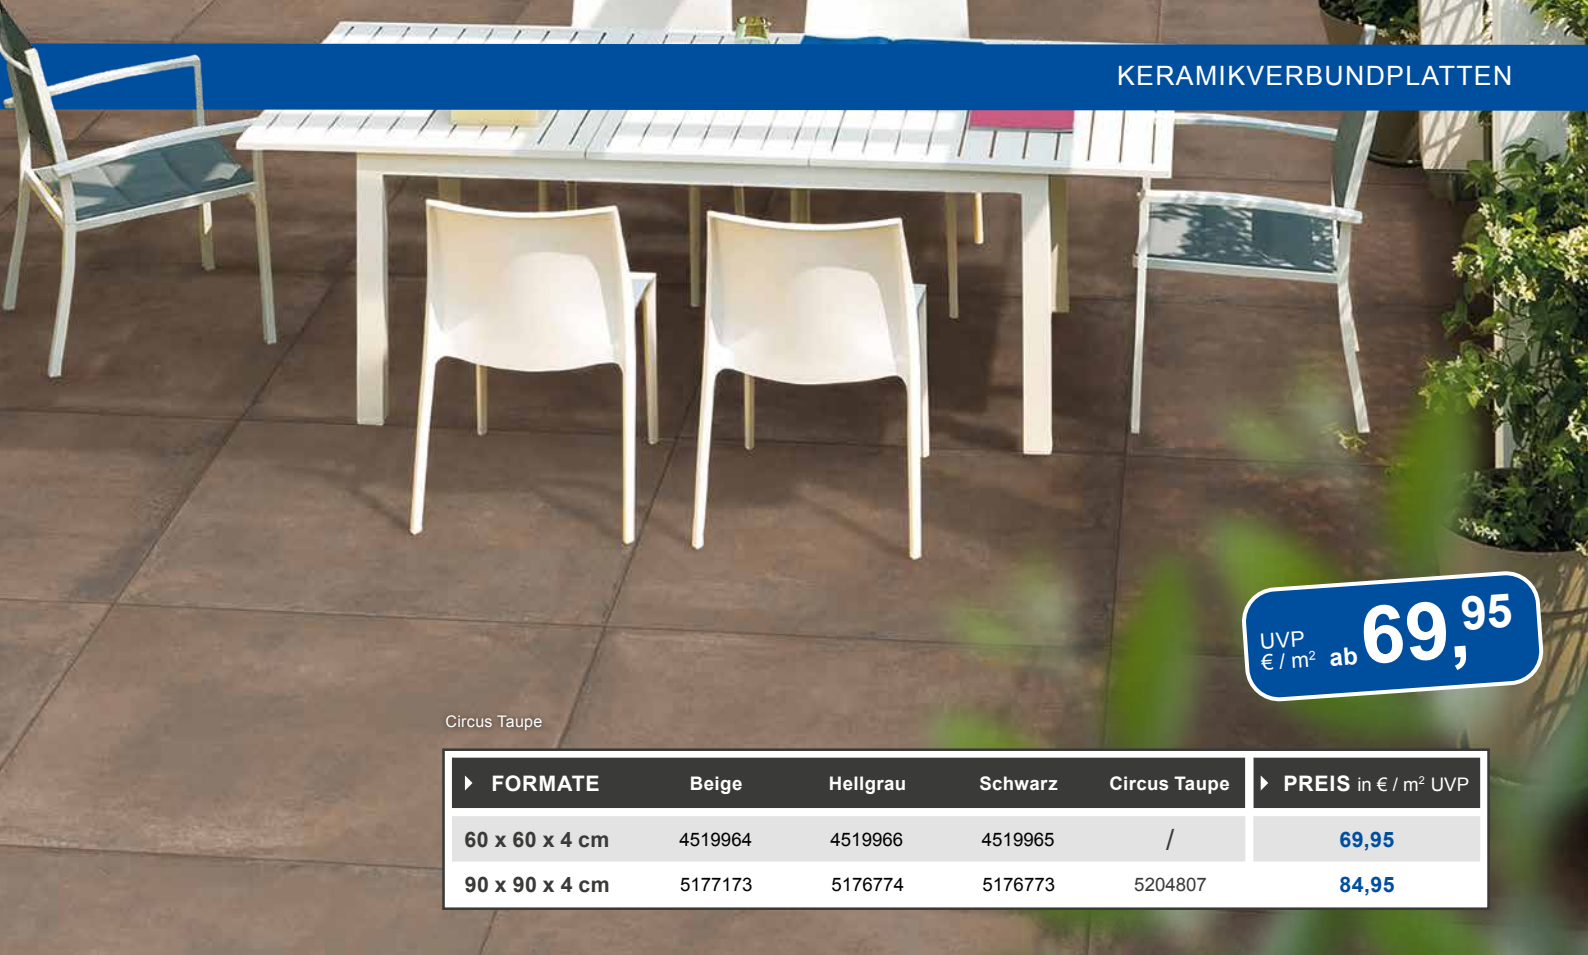 KERAMIKVERBUNDPLATTEN
UVP
€ / m² ab 69,95
Circus Taupe
FORMATE Beige Hellgrau Schwarz Circus Taupe PREIS in € / m² UVP
60 x 60 x 4 cm 4519964 4519966 4519965 / 69,95
90 x 90 x 4 cm 5177173 5176774 5176773 5204807 84,95